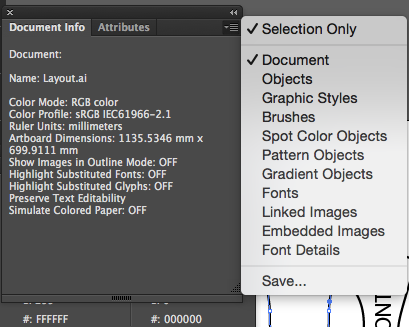 Document Info
Attributes
Document:
Name: Layout.ai
Color Mode: RGB color
Color Profile: sRGB IEC61966-2.1
Ruler Units: millimeters
Artboard Dimensions: 1135.5346 mm x
699.9111 mm
Show Images in Outline Mode: OFF
Highlight Substituted Fonts: OFF
Highlight Substituted Glyphs: OFF
Preserve Text Editability
Simulate Colored Paper: OFF
#: FFFFFF
#: 000000
Selection Only
Document
Objects
Graphic Styles
Brushes
Spot Color Objects
Pattern Objects
Gradient Objects
Fonts
Linked Images
Embedded Images
Font Details
Save...